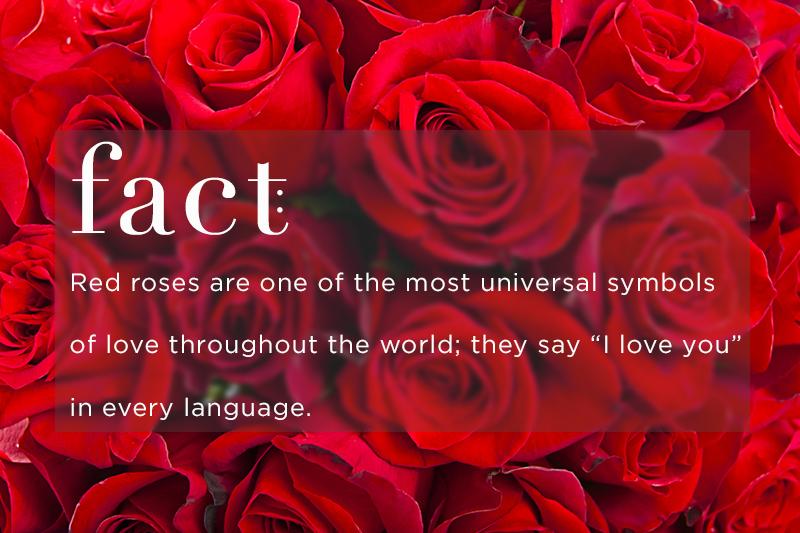 fact:
Red roses are one of the most universal symbols
of love throughout the world; they say “I love you”
in every language.